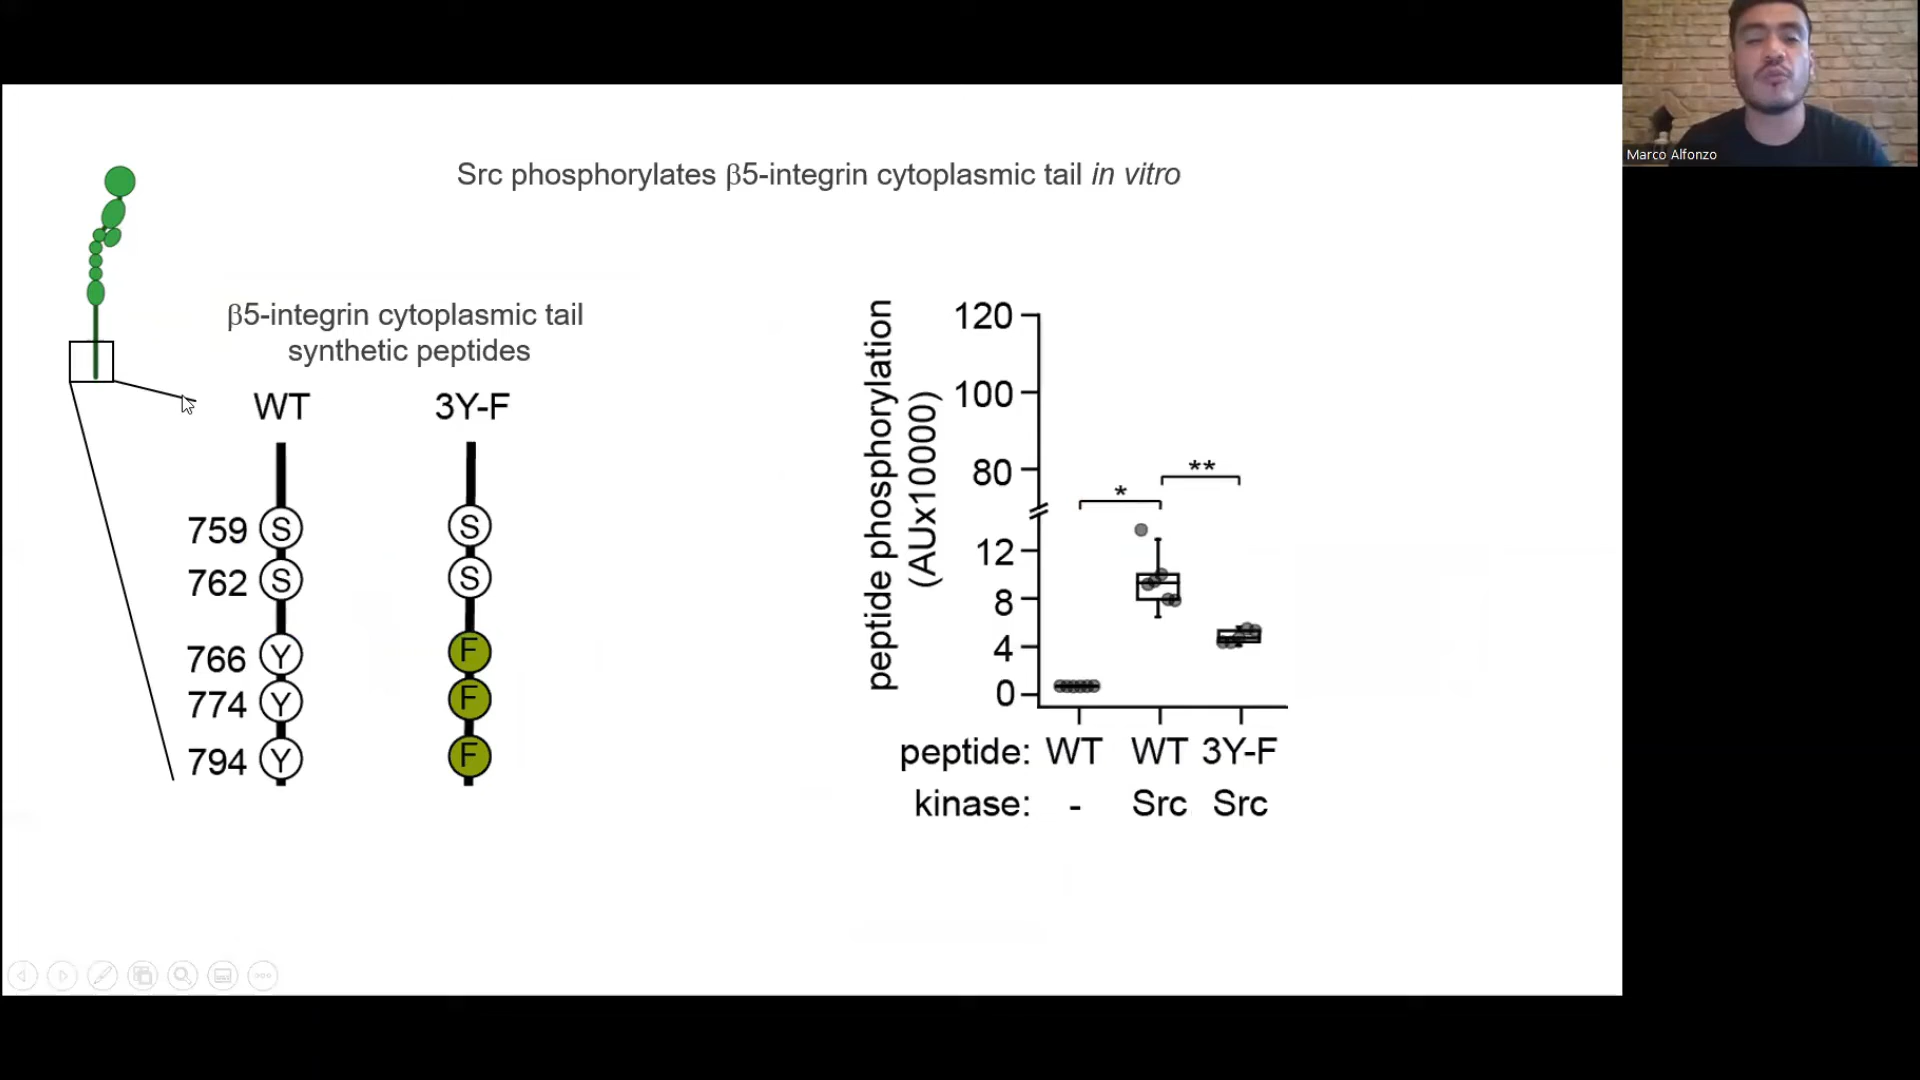 Marco Alfonzo
Src phosphorylates β5-integrin cytoplasmic tail in vitro
β5-integrin cytoplasmic tail
synthetic peptides
WT 3Y-F
759 S S
762 S S
766 Y F
774 Y F
794 Y F
peptide phosphorylation
(AUx10000)
120
100
80
12
8
4
0
*
**
peptide: WT WT 3Y-F
kinase: - Src Src